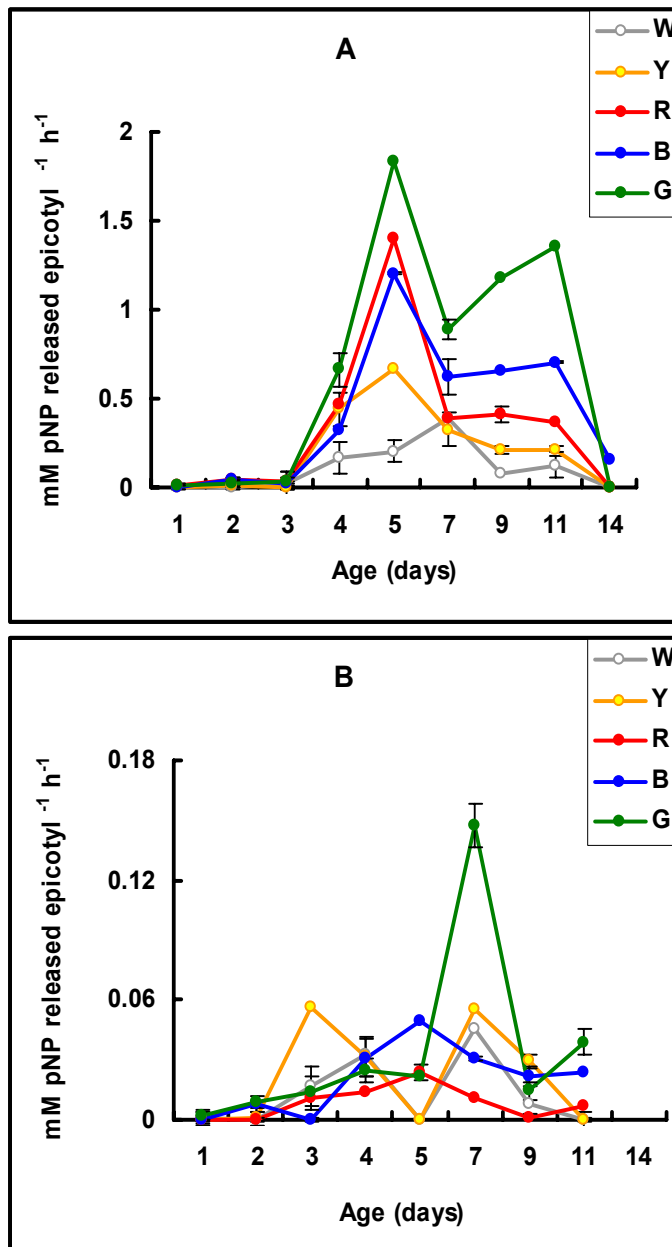 A
W
Y
R
B
G
2
1.5
1
0.5
0
mM pNP released epicotyl -1 h-1
1 2 3 4 5 7 9 11 14
Age (days)
B
W
Y
R
B
G
0.18
0.12
0.06
0
mM pNP released epicotyl -1 h-1
1 2 3 4 5 7 9 11 14
Age (days)